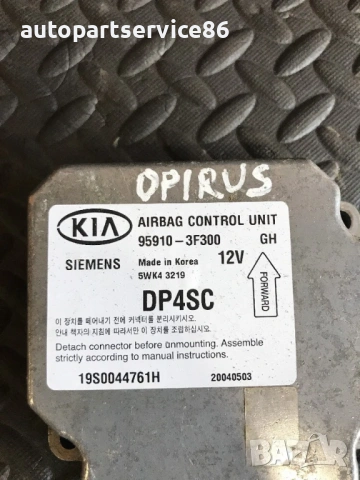 autopartservice86
OPIRUS
KIA AIRBAG CONTROL UNIT
95910-3F300 GH
SIEMENS Made in Korea 12V
5WK4 3219
FORWARD
DP4SC
이 장치를 떼어내기 전에 커넥터를 분리하시오.
안내 책자의 지침에 따라서만 이 장치를 조립하십시오.
Detach connector before unmounting. Assemble
strictly according to manual instructions.
19S0044761H 20040503
BAZAR